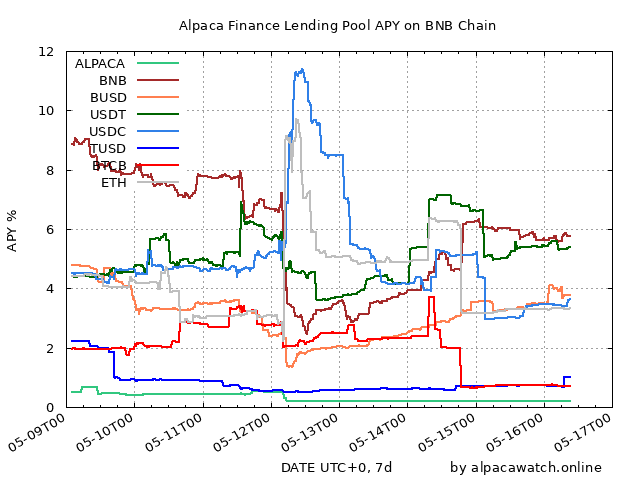 Alpaca Finance Lending Pool APY on BNB Chain
12
10
8
6
4
2
0
APY %
ALPACA
BNB
BUSD
USDT
USDC
TUSD
BTCB
ETH
05-09T00
05-10T00
05-11T00
05-12T00
05-13T00
05-14T00
05-15T00
05-16T00
05-17T00
DATE UTC+0, 7d
by alpacawatch.online